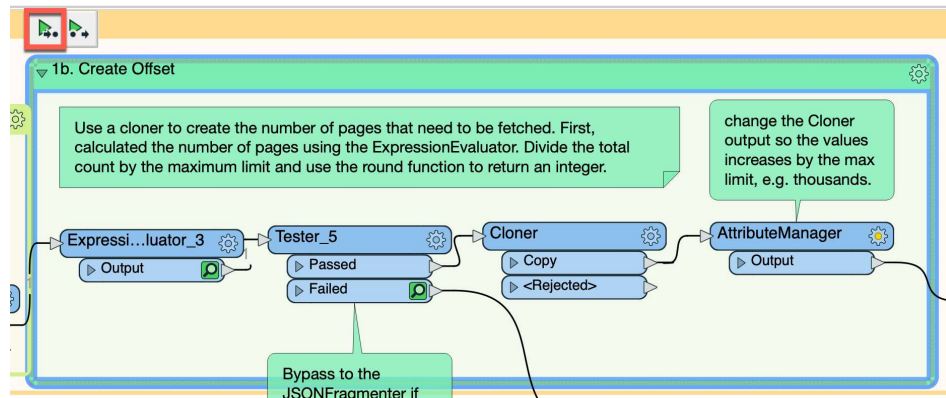 1b. Create Offset
Use a cloner to create the number of pages that need to be fetched. First,
calculated the number of pages using the ExpressionEvaluator. Divide the total
count by the maximum limit and use the round function to return an integer.
change the Cloner
output so the values
increases by the max
limit, e.g. thousands.
Expressi...luator_3
Output
Tester_5
Passed
Failed
Cloner
Copy
<Rejected>
AttributeManager
Output
Bypass to the
JSONFragmenter if